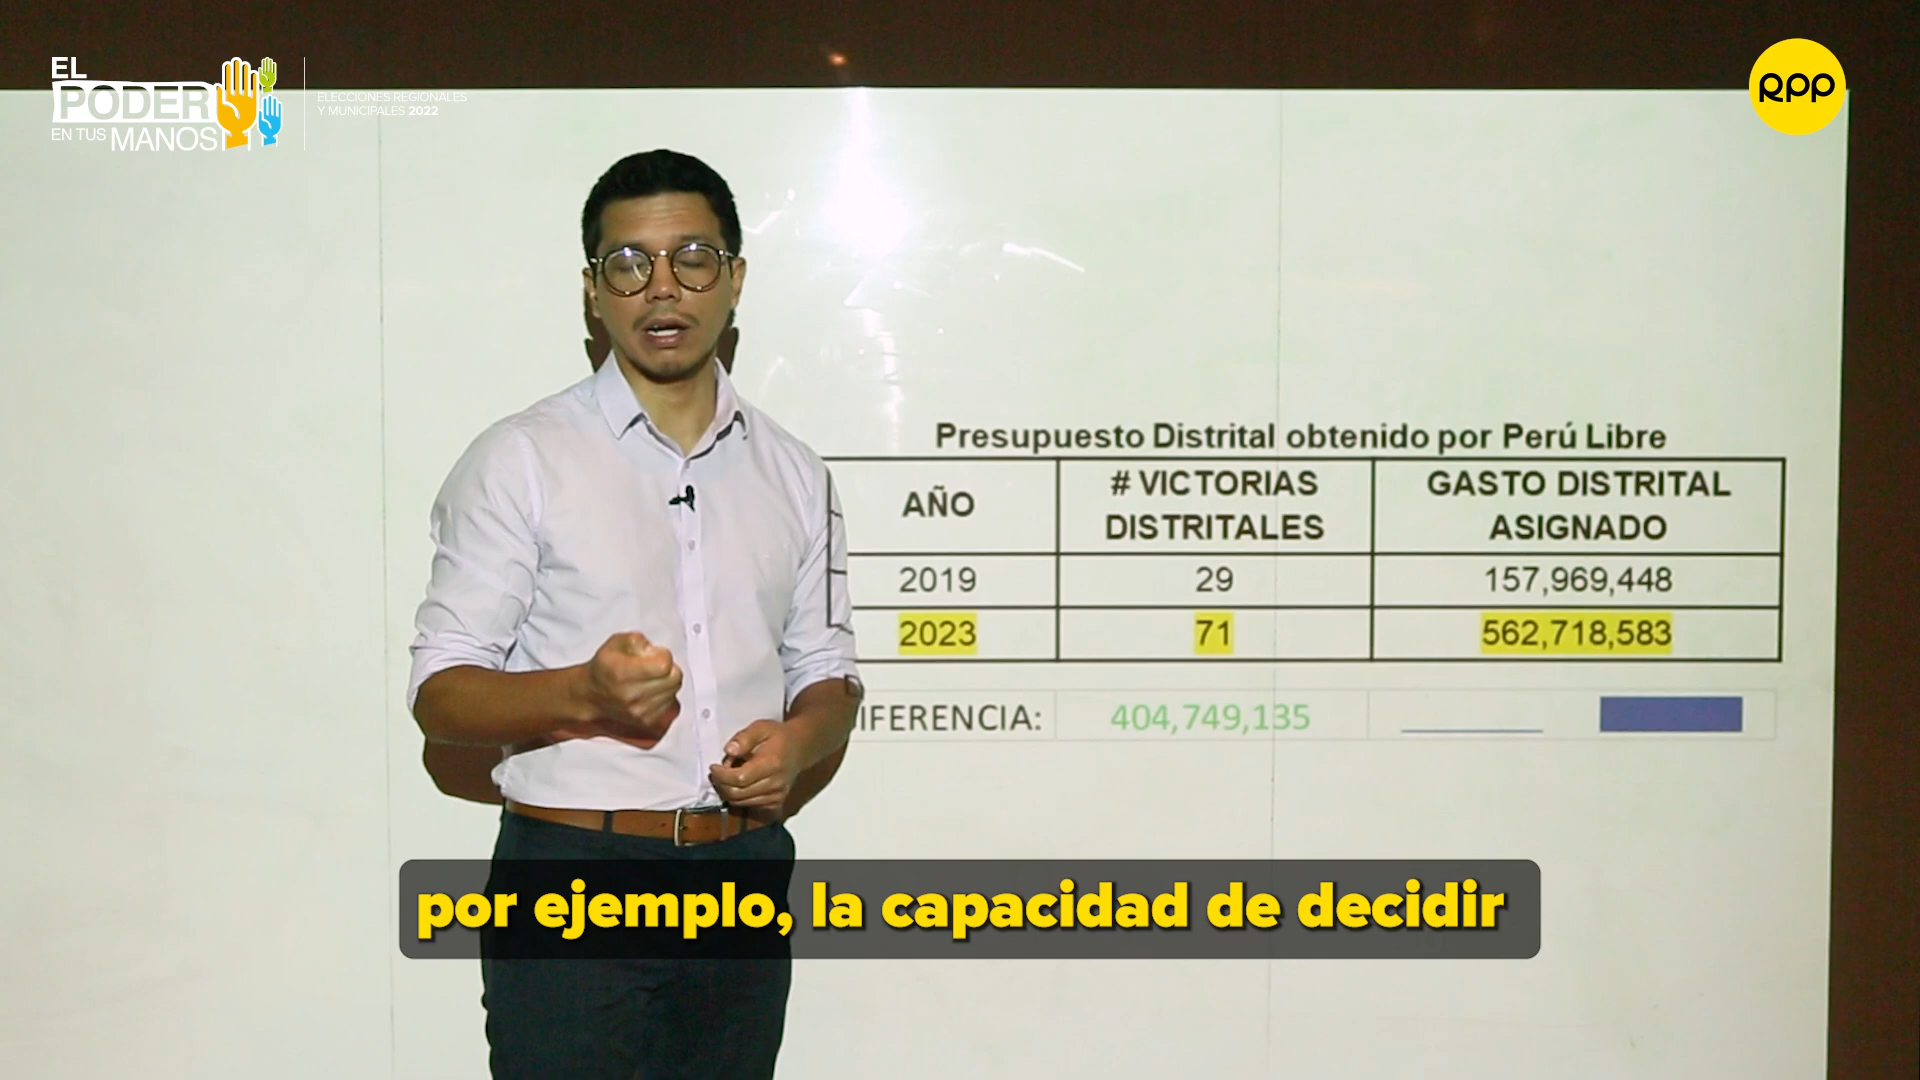 EL
PODER
EN TUS MANOS
ELECCIONES REGIONALES
Y MUNICIPALES 2022
RPP
Presupuesto Distrital obtenido por Perú Libre
AÑO # VICTORIAS DISTRITALES GASTO DISTRITAL ASIGNADO
2019 29 157,969,448
2023 71 562,718,583
IFERENCIA: 404,749,135
por ejemplo, la capacidad de decidir